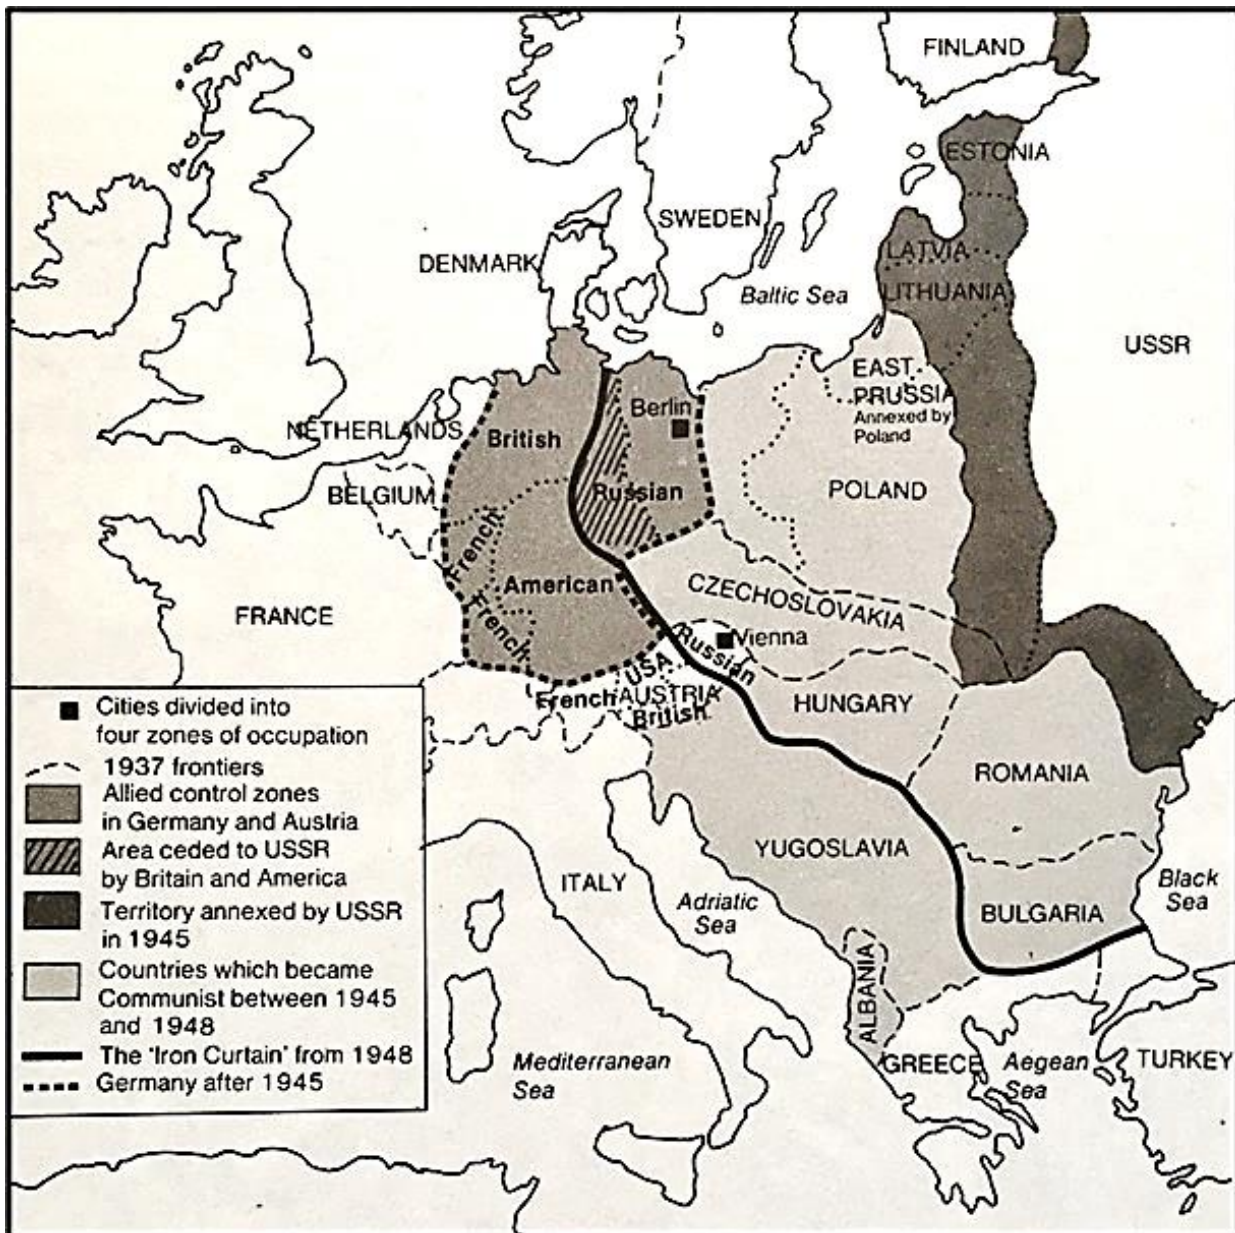 FINLAND
ESTONIA
SWEDEN
LATVIA
DENMARK
LITHUANIA
Baltic Sea
USSR
EAST
PRUSSIA
Annexed by
Poland
Berlin
NETHERLANDS
British
BELGIUM
Russian
POLAND
French
American
CZECHOSLOVAKIA
FRANCE
French
Russian
Vienna
USA
French
AUSTRIA
British
HUNGARY
ROMANIA
YUGOSLAVIA
ITALY
Adriatic
Sea
BULGARIA
Black
Sea
ALBANIA
GREECE
Aegean
Sea
TURKEY
Mediterranean
Sea
Cities divided into
four zones of occupation
1937 frontiers
Allied control zones
in Germany and Austria
Area ceded to USSR
by Britain and America
Territory annexed by USSR
in 1945
Countries which became
Communist between 1945
and 1948
The 'Iron Curtain' from 1948
Germany after 1945